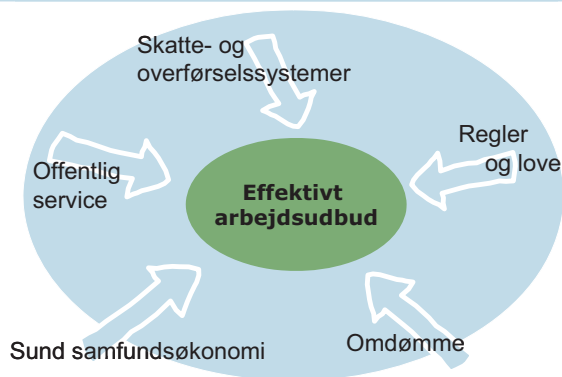 Skatte- og
overførselssystemer
Regler
og love
Offentlig
service
Effektivt
arbejdsudbud
Sund samfundsøkonomi
Omdømme